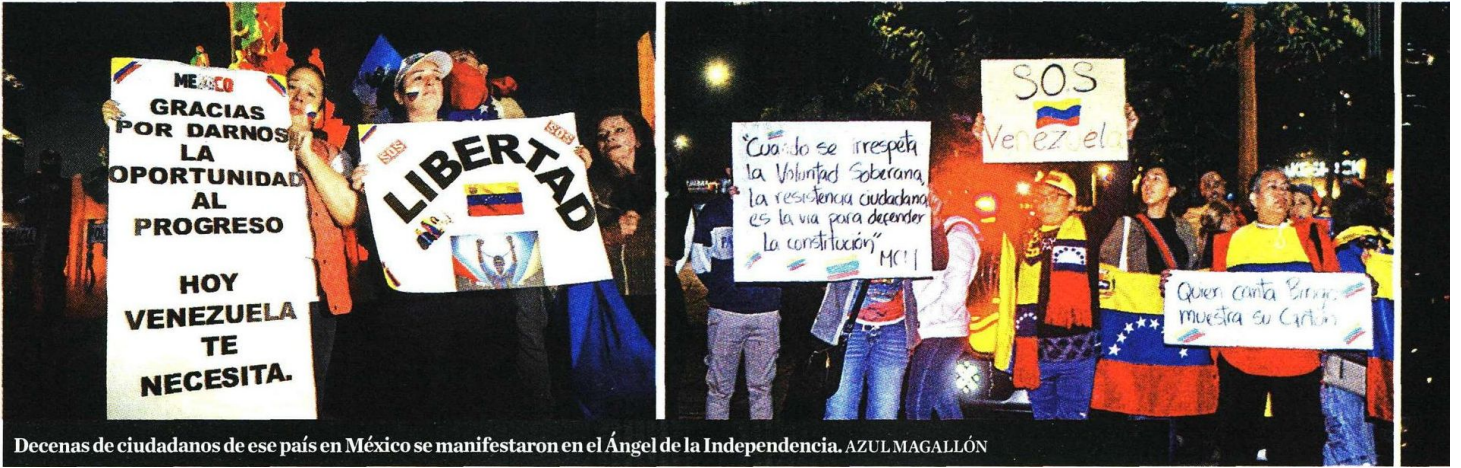 MEXICO
GRACIAS
POR DARNOS
LA
OPORTUNIDAD
AL
PROGRESO
HOY
VENEZUELA
TE
NECESITA.
SOS
SOS
LIBERTAD
"Cuando se irrespeta
la Voluntad Soberana,
la resistencia ciudadana
es la via para defender
la constitución"
MCM
S.O.S
Venezuela
Quien canta Bingo
muestra su Cartón
Decenas de ciudadanos de ese país en México se manifestaron en el Ángel de la Independencia. AZUL MAGALLÓN